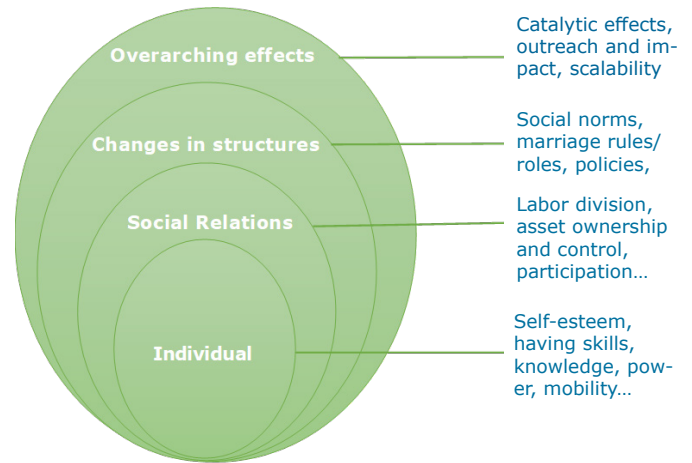 Overarching effects
Catalytic effects,
outreach and im-
pact, scalability
Changes in structures
Social norms,
marriage rules/
roles, policies,
Social Relations
Labor division,
asset ownership
and control,
participation…
Individual
Self-esteem,
having skills,
knowledge, pow-
er, mobility…